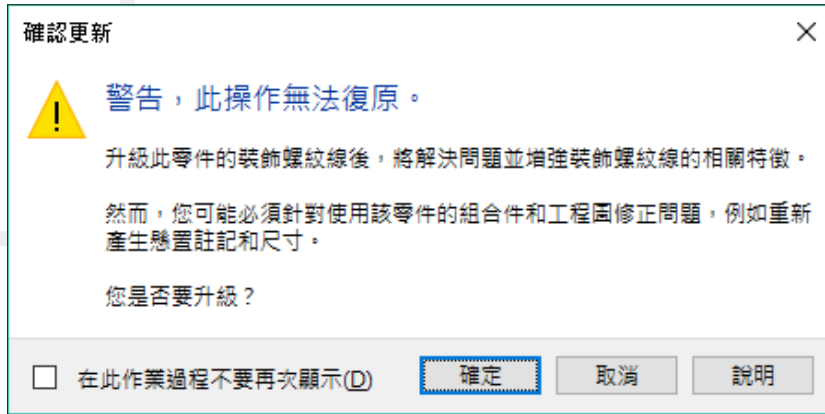 確認更新
警告，此操作無法復原。
升級此零件的裝飾螺紋線後，將解決問題並增強裝飾螺紋線的相關特徵。
然而，您可能必須針對使用該零件的組合件和工程圖修正問題，例如重新
產生懸置註記和尺寸。
您是否要升級？
在此作業過程不要再次顯示(D)
確定
取消
說明